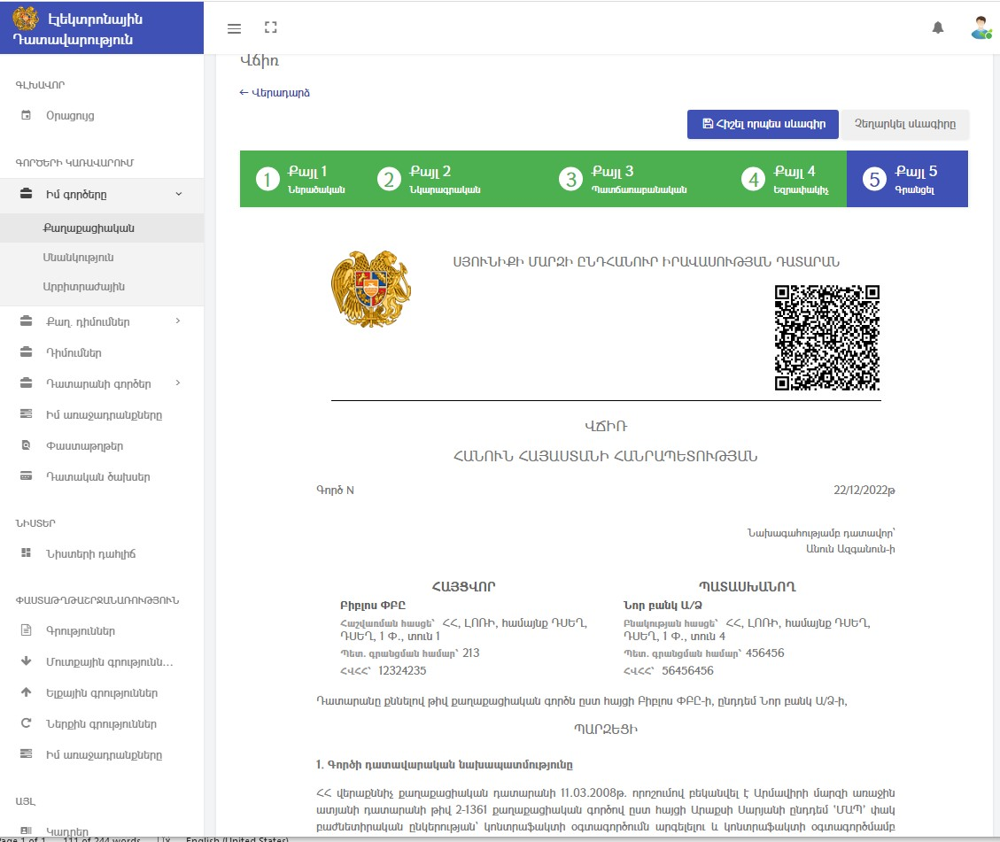 Էլեկտրոնային
Դատավարություն
ԳԼԽԱՎՈՐ
Օրացույց
ԳՈՐԾԵՐԻ ԿԱՌԱՎԱՐՈՒՄ
Իմ գործերը
Քաղաքացիական
Սնանկություն
Արբիտրաժային
Քաղ. դիմումներ
Դիմումներ
Դատարանի գործեր
Իմ առաջադրանքները
Փաստաթղթեր
Դատական ծախսեր
ՆԻՍՏԵՐ
Նիստերի դահլիճ
ՓԱՍՏԱԹՂԹԱՇՐՋԱՆԱՌՈՒԹՅՈՒՆ
Գրություններ
Մուտքային գրությունն...
Ելքային գրություններ
Ներքին գրություններ
Իմ առաջադրանքները
ԱՅԼ
Կադրեր
Վճիռ
← Վերադարձ
Հիշել որպես սևագիր
Չեղարկել սևագիրը
1 Քայլ 1
Ներածական
2 Քայլ 2
Նկարագրական
3 Քայլ 3
Պատճառաբանական
4 Քայլ 4
Եզրափակիչ
5 Քայլ 5
Գրանցել
ՍՅՈՒՆԻՔԻ ՄԱՐԶԻ ԸՆԴՀԱՆՈՒՐ ԻՐԱՎԱՍՈՒԹՅԱՆ ԴԱՏԱՐԱՆ
ՎՃԻՌ
ՀԱՆՈՒՆ ՀԱՅԱՍՏԱՆԻ ՀԱՆՐԱՊԵՏՈՒԹՅԱՆ
Գործ N
22/12/2022թ
Նախագահությամբ դատավոր՝
Անուն Ազգանուն-ի
ՀԱՅՑՎՈՐ
Բիբլոս ՓԲԸ
Հաշվառման հասցե՝ ՀՀ, ԼՈՌԻ, համայնք ԴՍԵՂ,
ԴՍԵՂ, 1 Փ., տուն 1
Պետ. գրանցման համար՝ 213
ՀՎՀՀ՝ 12324235
ՊԱՏԱՍԽԱՆՈՂ
Նոր բանկ Ա/Ձ
Բնակության հասցե՝ ՀՀ, ԼՈՌԻ, համայնք ԴՍԵՂ,
ԴՍԵՂ, 1 Փ., տուն 4
Պետ. գրանցման համար՝ 456456
ՀՎՀՀ՝ 56456456
Դատարանը քննելով թիվ քաղաքացիական գործն ըստ հայցի Բիբլոս ՓԲԸ-ի, ընդդեմ Նոր բանկ Ա/Ձ-ի,
ՊԱՐԶԵՑԻ
1. Գործի դատավարական նախապատմությունը
ՀՀ վերաքննիչ քաղաքացիական դատարանի 11.03.2008թ. որոշումով բեկանվել է Արմավիրի մարզի առաջին
ատյանի դատարանի թիվ 2-1361 քաղաքացիական գործով ըստ հայցի Արաքսի Սարյանի ընդդեմ ‘ՄԱՊ’ փակ
բաժնետիրական ընկերության՝ կոնտրաֆակտի օգտագործումն արգելելու և կոնտրաֆակտի օգտագործմամբ
Page 1 of 1 111 of 244 words English (United States)